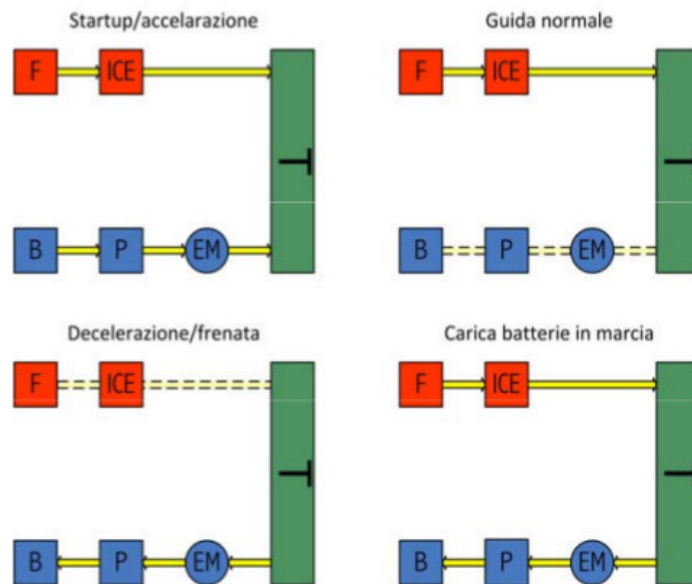 Startup/accelarazione
F ICE
T
B P EM
Guida normale
F ICE
B P EM
Decelerazione/frenata
F ICE
T
B P EM
Carica batterie in marcia
F ICE
B P EM